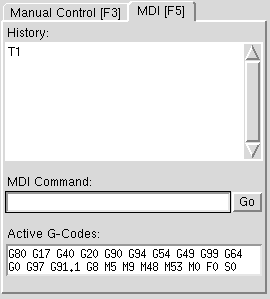 Manual Control [F3] MDI [F5]
History:
T1
MDI Command:
Go
Active G-Codes:
G80 G17 G40 G20 G90 G94 G54 G49 G99 G64
G0 G97 G91.1 G8 M5 M9 M48 M53 M0 F0 S0